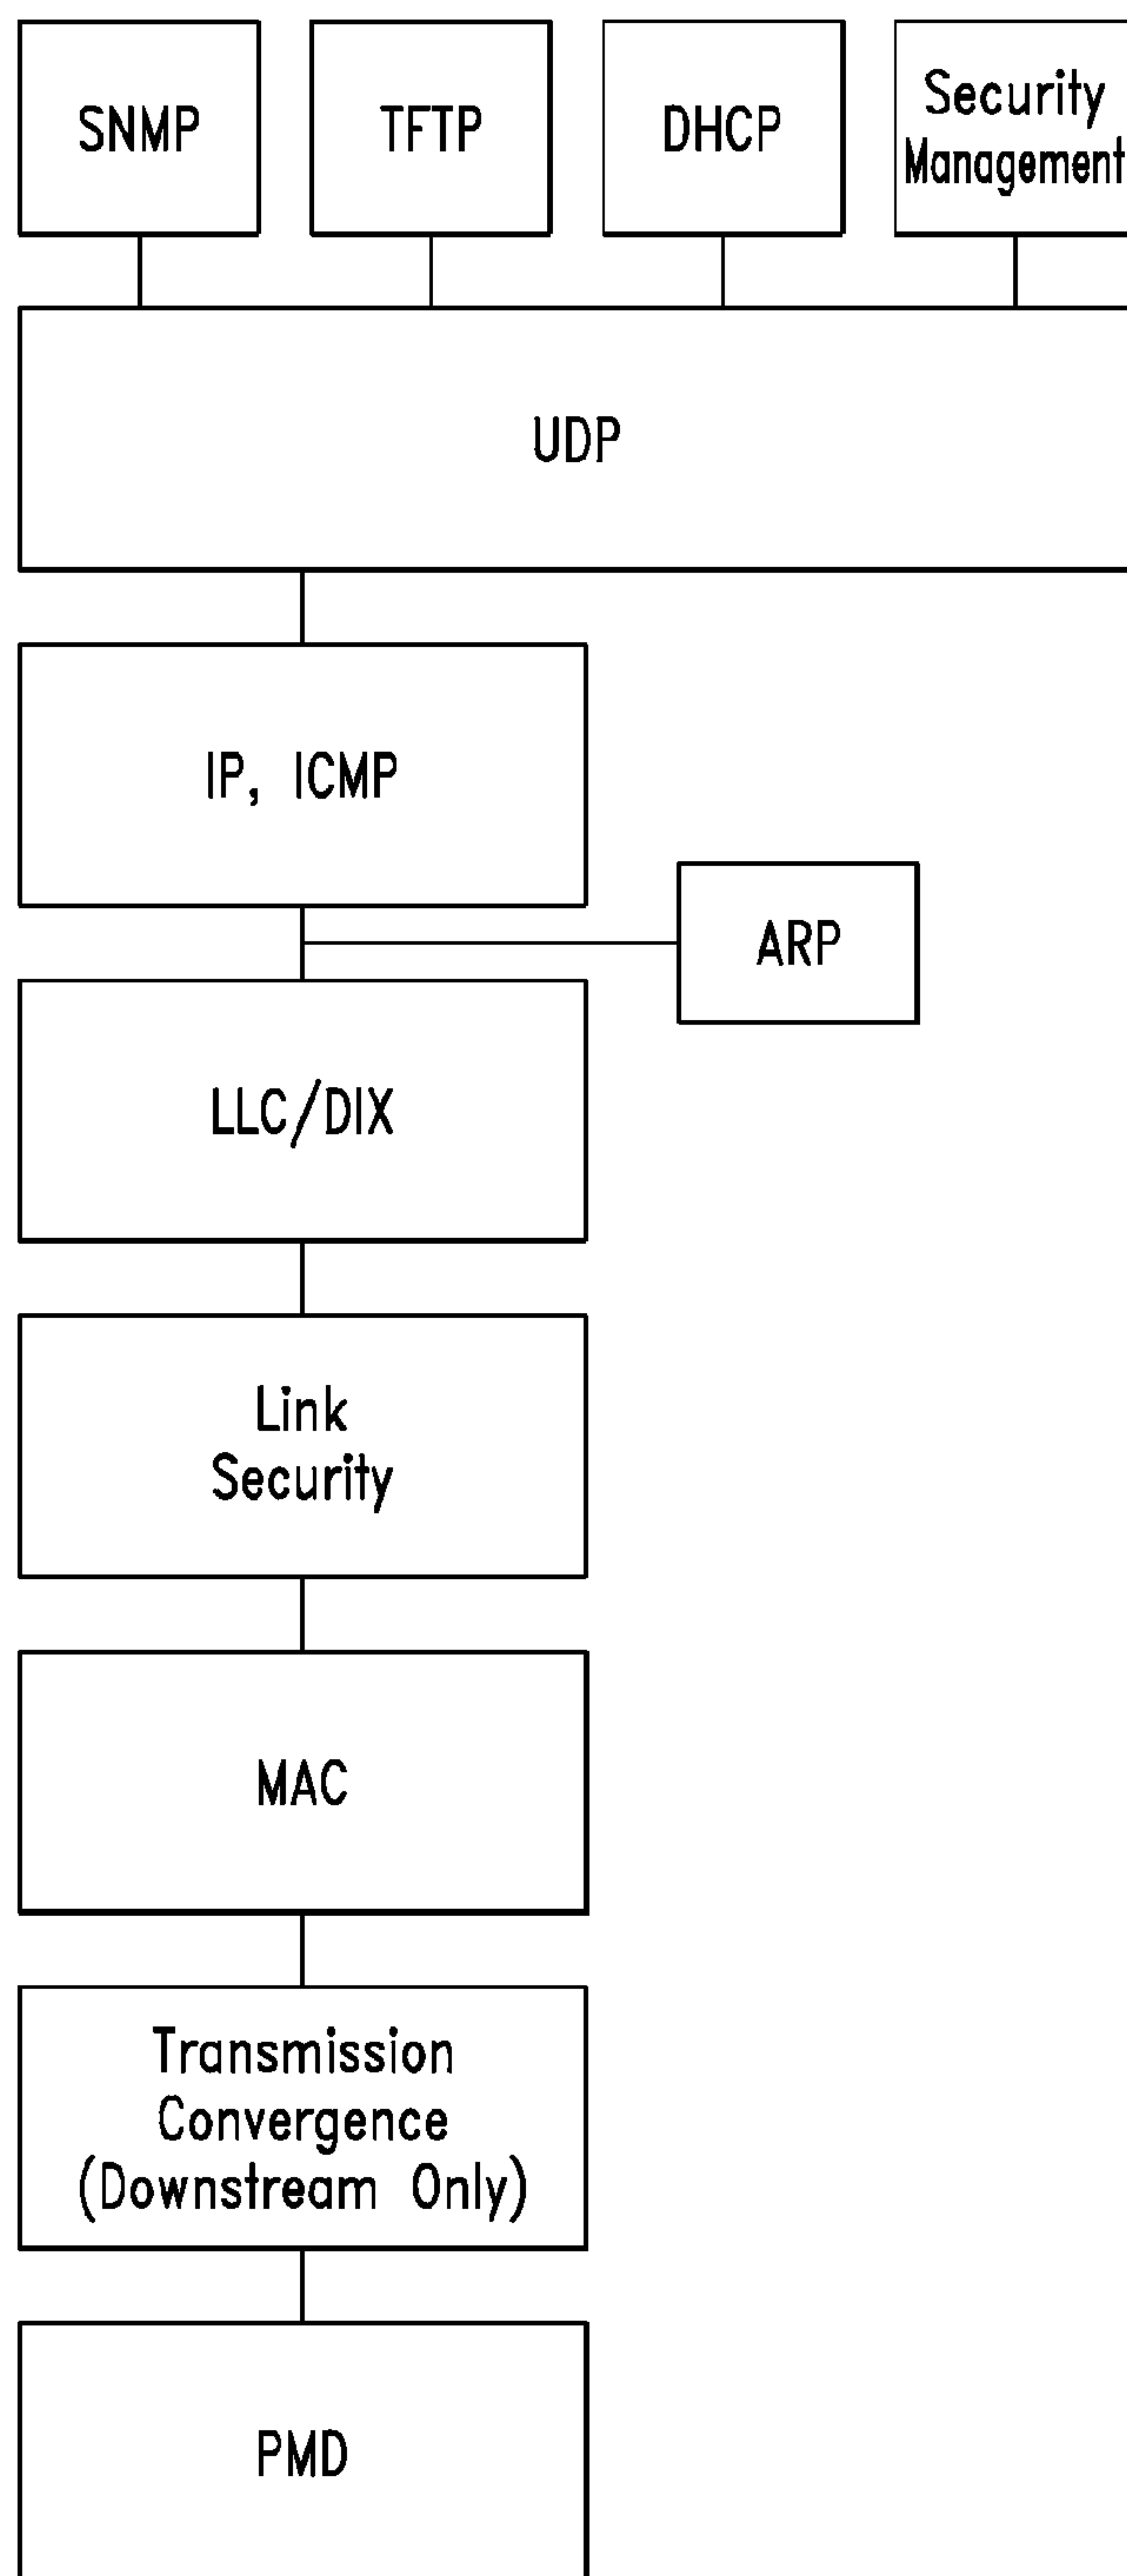 SNMP
TFTP
DHCP
Security
Management
UDP
IP, ICMP
ARP
LLC/DIX
Link
Security
MAC
Transmission
Convergence
(Downstream Only)
PMD